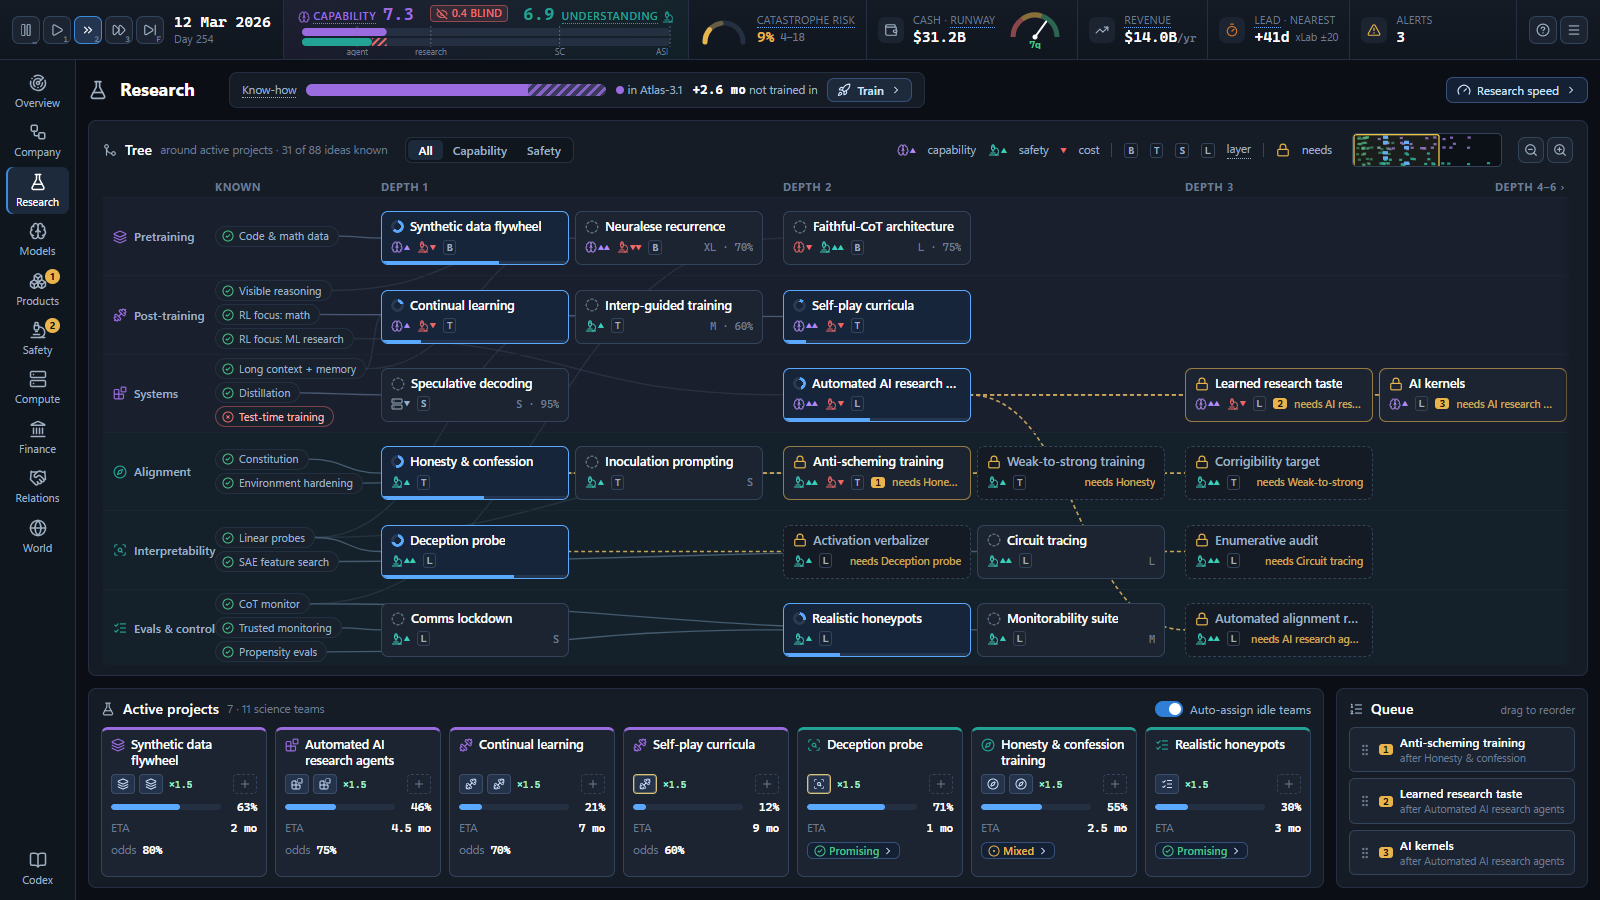 12 Mar 2026
Day 254
1
2
3
F
CAPABILITY 7.3
0.4 BLIND
6.9 UNDERSTANDING
agent
research
SC
ASI
CATASTROPHE RISK
9% 4–18
CASH · RUNWAY
$31.2B
7q
REVENUE
$14.0B/yr
LEAD · NEAREST
+41d xLab ±20
ALERTS
3
Overview
Company
Research
Models
1
Products
2
Safety
Compute
Finance
Relations
World
Codex
Research
Know-how
in Atlas-3.1 +2.6 mo not trained in
Train
Research speed
Tree around active projects · 31 of 88 ideas known
All
Capability
Safety
capability
safety
cost
B T S L layer
needs
KNOWN
DEPTH 1
DEPTH 2
DEPTH 3
DEPTH 4–6 ›
Pretraining
Code & math data
Synthetic data flywheel
B
Neuralese recurrence
B XL · 70%
Faithful-CoT architecture
B L · 75%
Post-training
Visible reasoning
RL focus: math
RL focus: ML research
Continual learning
T
Interp-guided training
T M · 60%
Self-play curricula
T
Systems
Long context + memory
Distillation
Test-time training
Speculative decoding
S S · 95%
Automated AI research ...
L
Learned research taste
L 2 needs AI res...
AI kernels
L 3 needs AI research ...
Alignment
Constitution
Environment hardening
Honesty & confession
T
Inoculation prompting
T S
Anti-scheming training
T 1 needs Hone...
Weak-to-strong training
T needs Honesty
Corrigibility target
T needs Weak-to-strong
Interpretability
Linear probes
SAE feature search
Deception probe
L
Activation verbalizer
L needs Deception probe
Circuit tracing
L L
Enumerative audit
L needs Circuit tracing
Evals & control
CoT monitor
Trusted monitoring
Propensity evals
Comms lockdown
L S
Realistic honeypots
L
Monitorability suite
L M
Automated alignment r...
L needs AI research ag...
Active projects 7 · 11 science teams
Auto-assign idle teams
Synthetic data
flywheel
×1.5
63%
ETA 2 mo
odds 80%
Automated AI
research agents
×1.5
46%
ETA 4.5 mo
odds 75%
Continual learning
×1.5
21%
ETA 7 mo
odds 70%
Self-play curricula
×1.5
12%
ETA 9 mo
odds 60%
Deception probe
×1.5
71%
ETA 1 mo
Promising
Honesty & confession
training
×1.5
55%
ETA 2.5 mo
Mixed
Realistic honeypots
×1.5
30%
ETA 3 mo
Promising
Queue
drag to reorder
1 Anti-scheming training
after Honesty & confession
2 Learned research taste
after Automated AI research agents
3 AI kernels
after Automated AI research agents